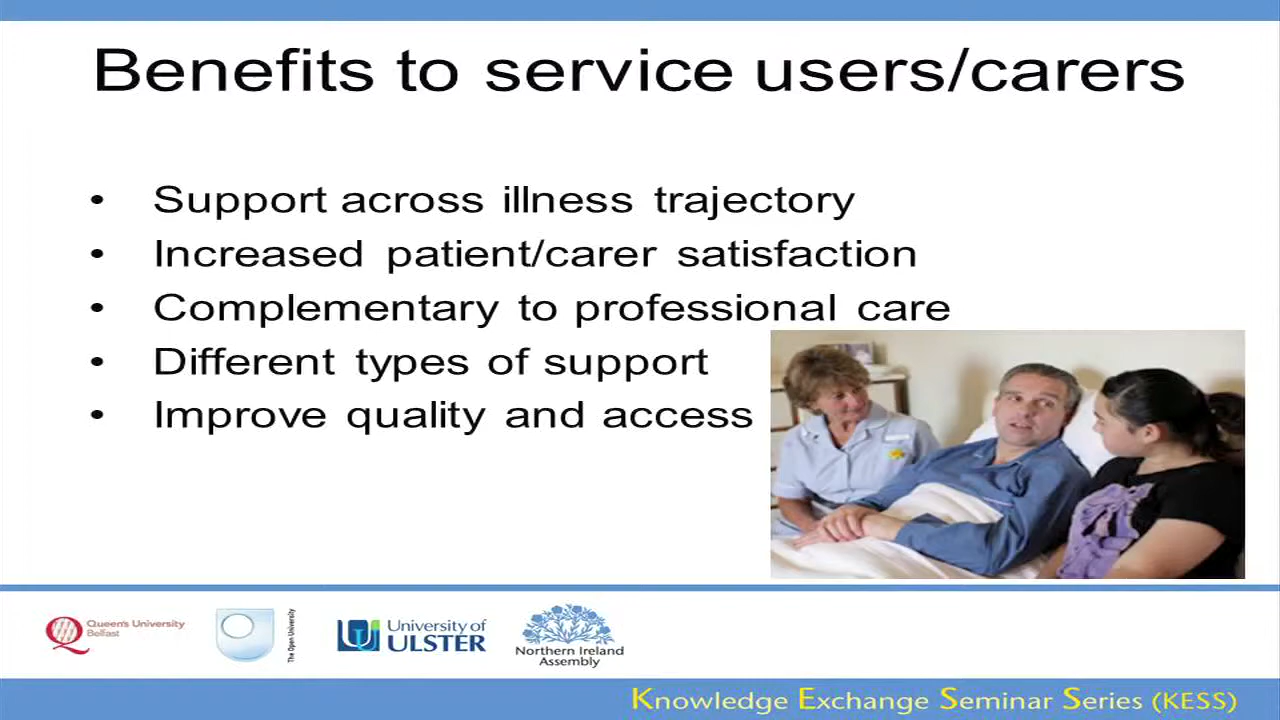 Benefits to service users/carers
• Support across illness trajectory
• Increased patient/carer satisfaction
• Complementary to professional care
• Different types of support
• Improve quality and access
Queen's University
Belfast
The Open University
University of
ULSTER
Northern Ireland
Assembly
Knowledge Exchange Seminar Series (KESS)